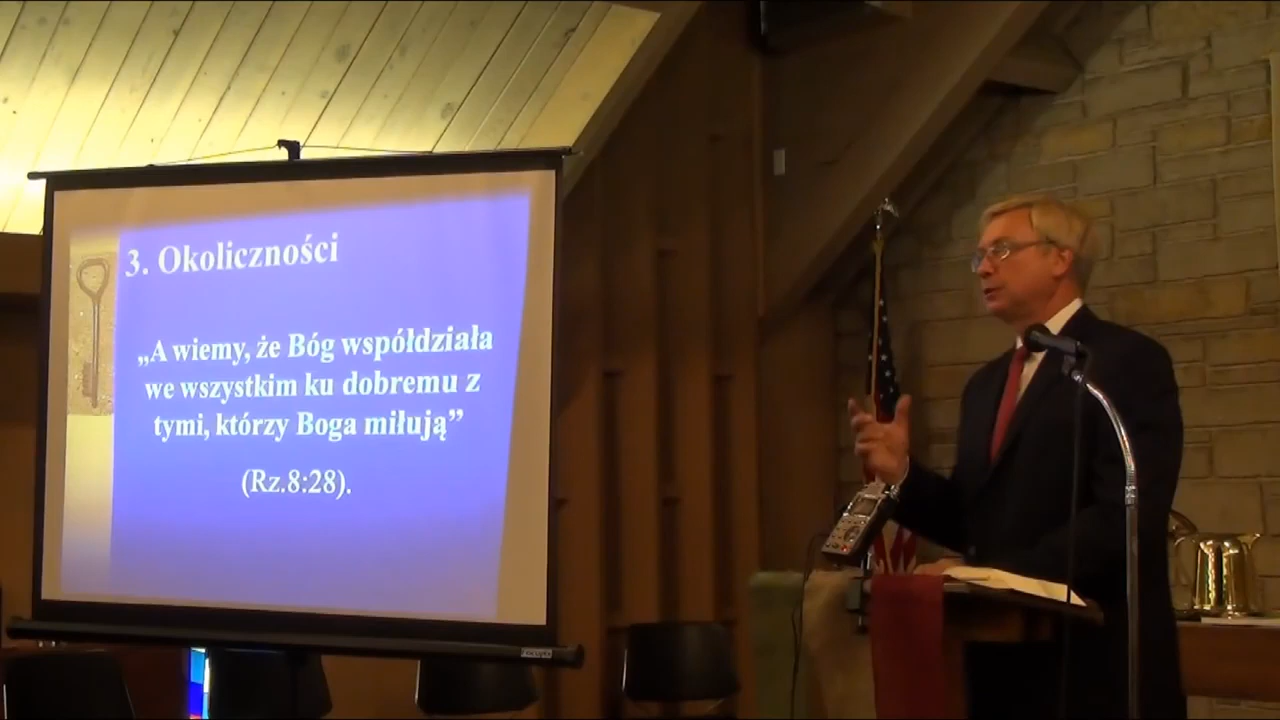 3. Okoliczności
„A wiemy, że Bóg współdziała
we wszystkim ku dobremu z
tymi, którzy Boga miłują”
(Rz.8:28).